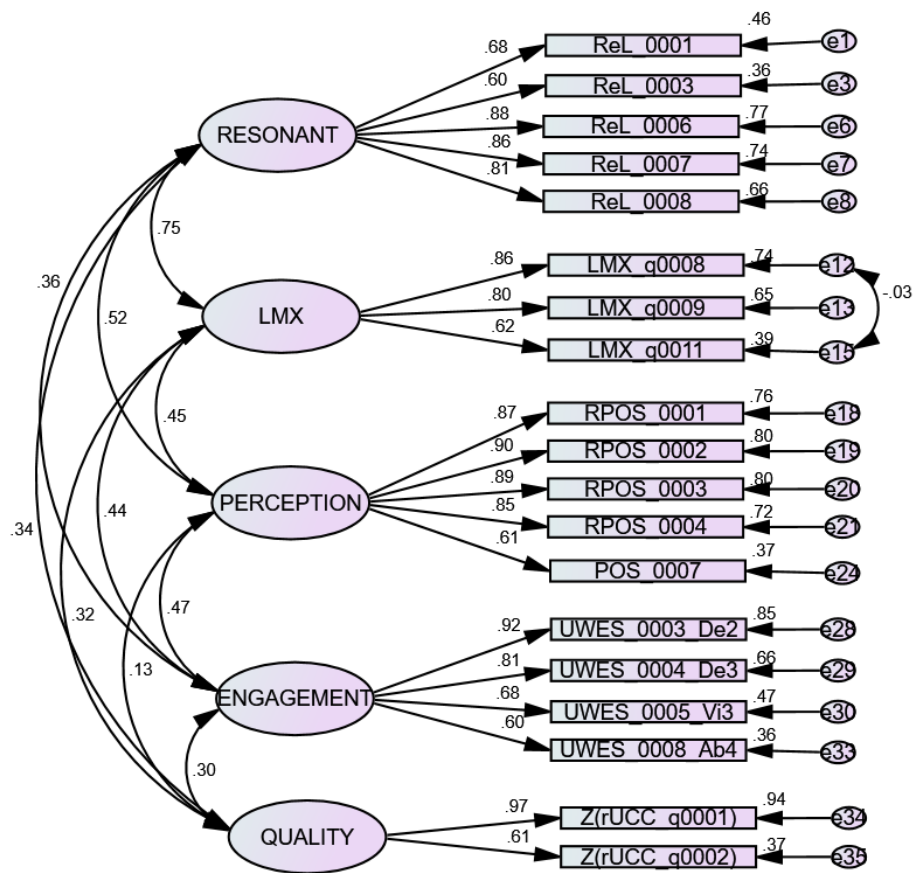 .46
.68
ReL_0001
e1
.60
ReL_0003
.36
e3
RESONANT
.88
ReL_0006
.77
e6
.86
ReL_0007
.74
e7
.81
ReL_0008
.66
e8
.75
.36
.52
LMX
.86
LMX_q0008
.74
e12
.80
LMX_q0009
.65
e13
-.03
.62
LMX_q0011
.39
e15
.45
PERCEPTION
.87
RPOS_0001
.76
e18
.90
RPOS_0002
.80
e19
.89
RPOS_0003
.80
e20
.85
RPOS_0004
.72
e21
.61
POS_0007
.37
e24
.44
.34
.47
.32
.13
ENGAGEMENT
.92
UWES_0003_De2
.85
e28
.81
UWES_0004_De3
.66
e29
.68
UWES_0005_Vi3
.47
e30
.60
UWES_0008_Ab4
.36
e33
.30
QUALITY
.97
Z(rUCC_q0001)
.94
e34
.61
Z(rUCC_q0002)
.37
e35